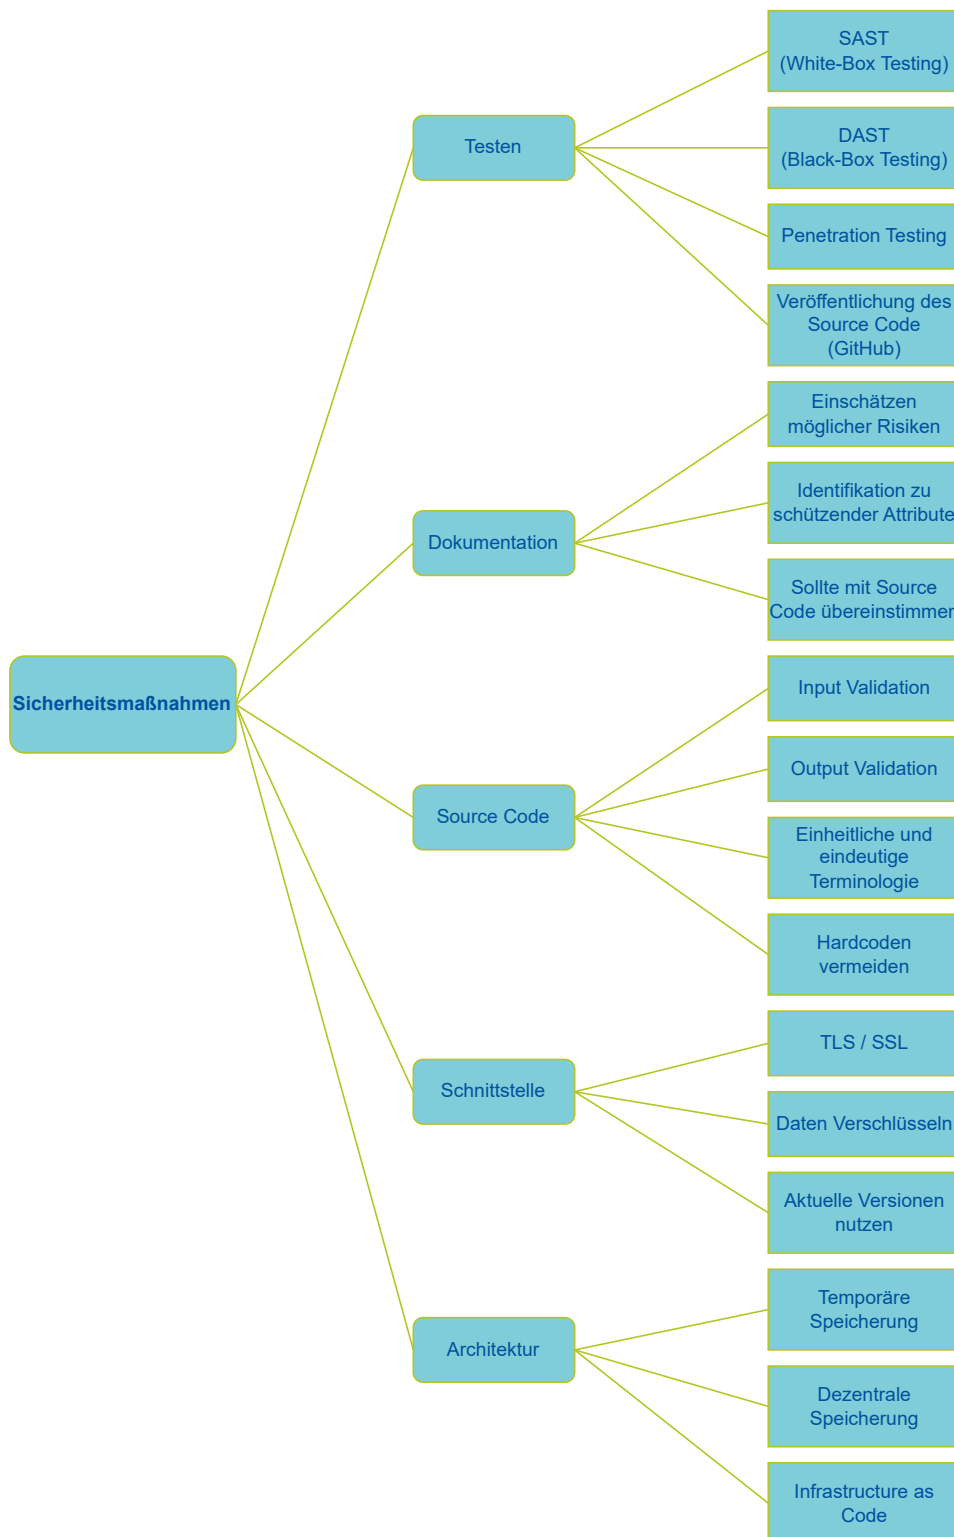 SAST
(White-Box Testing)
Testen
DAST
(Black-Box Testing)
Penetration Testing
Veröffentlichung des
Source Code
(GitHub)
Einschätzen
möglicher Risiken
Dokumentation
Identifikation zu
schützender Attribute
Sollte mit Source
Code übereinstimmen
Sicherheitsmaßnahmen
Source Code
Input Validation
Output Validation
Einheitliche und
eindeutige
Terminologie
Hardcoden
vermeiden
Schnittstelle
TLS / SSL
Daten Verschlüsseln
Aktuelle Versionen
nutzen
Architektur
Temporäre
Speicherung
Dezentrale
Speicherung
Infrastructure as
Code